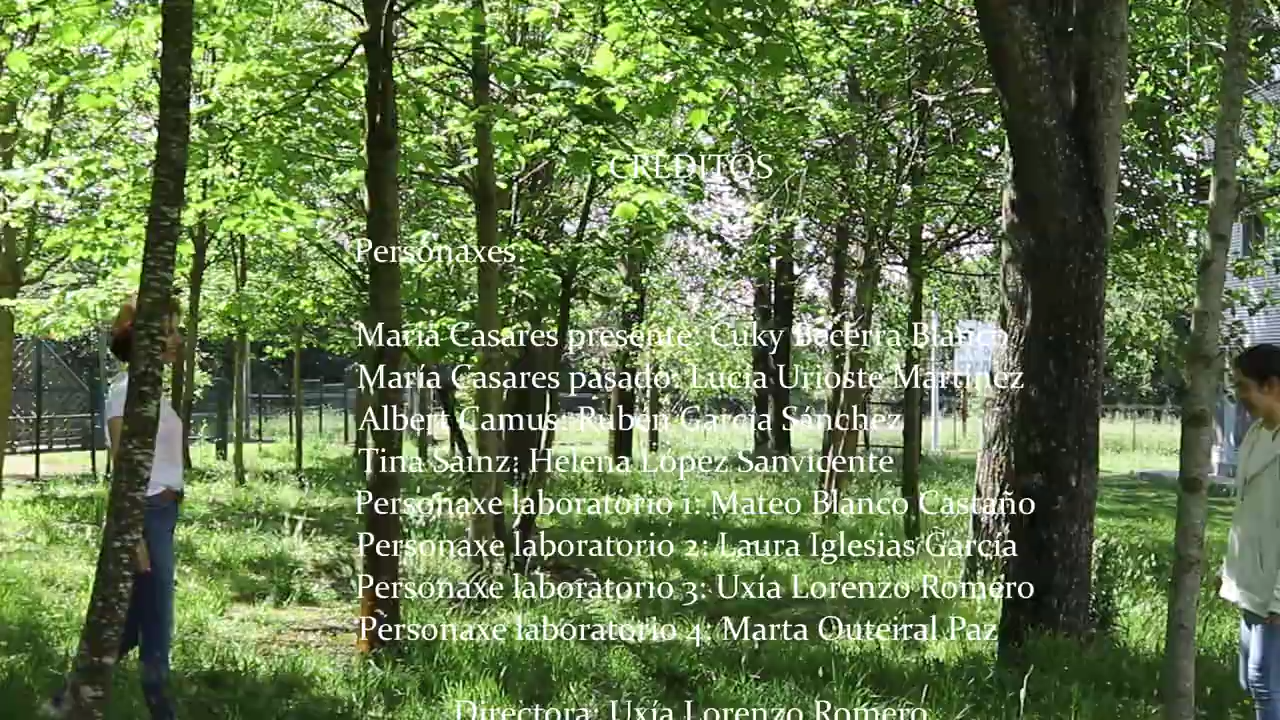 CRÉDITOS
Personaxes:
María Casares presente: Cuky Becerra Blanco
María Casares pasado: Lucía Urioste Martínez
Albert Camus: Rubén García Sánchez
Tina Sainz: Helena López Sanvicente
Personaxe laboratorio 1: Mateo Blanco Castaño
Personaxe laboratorio 2: Laura Iglesias García
Personaxe laboratorio 3: Uxía Lorenzo Romero
Personaxe laboratorio 4: Marta Outeiral Paz
Directora: Uxía Lorenzo Romero